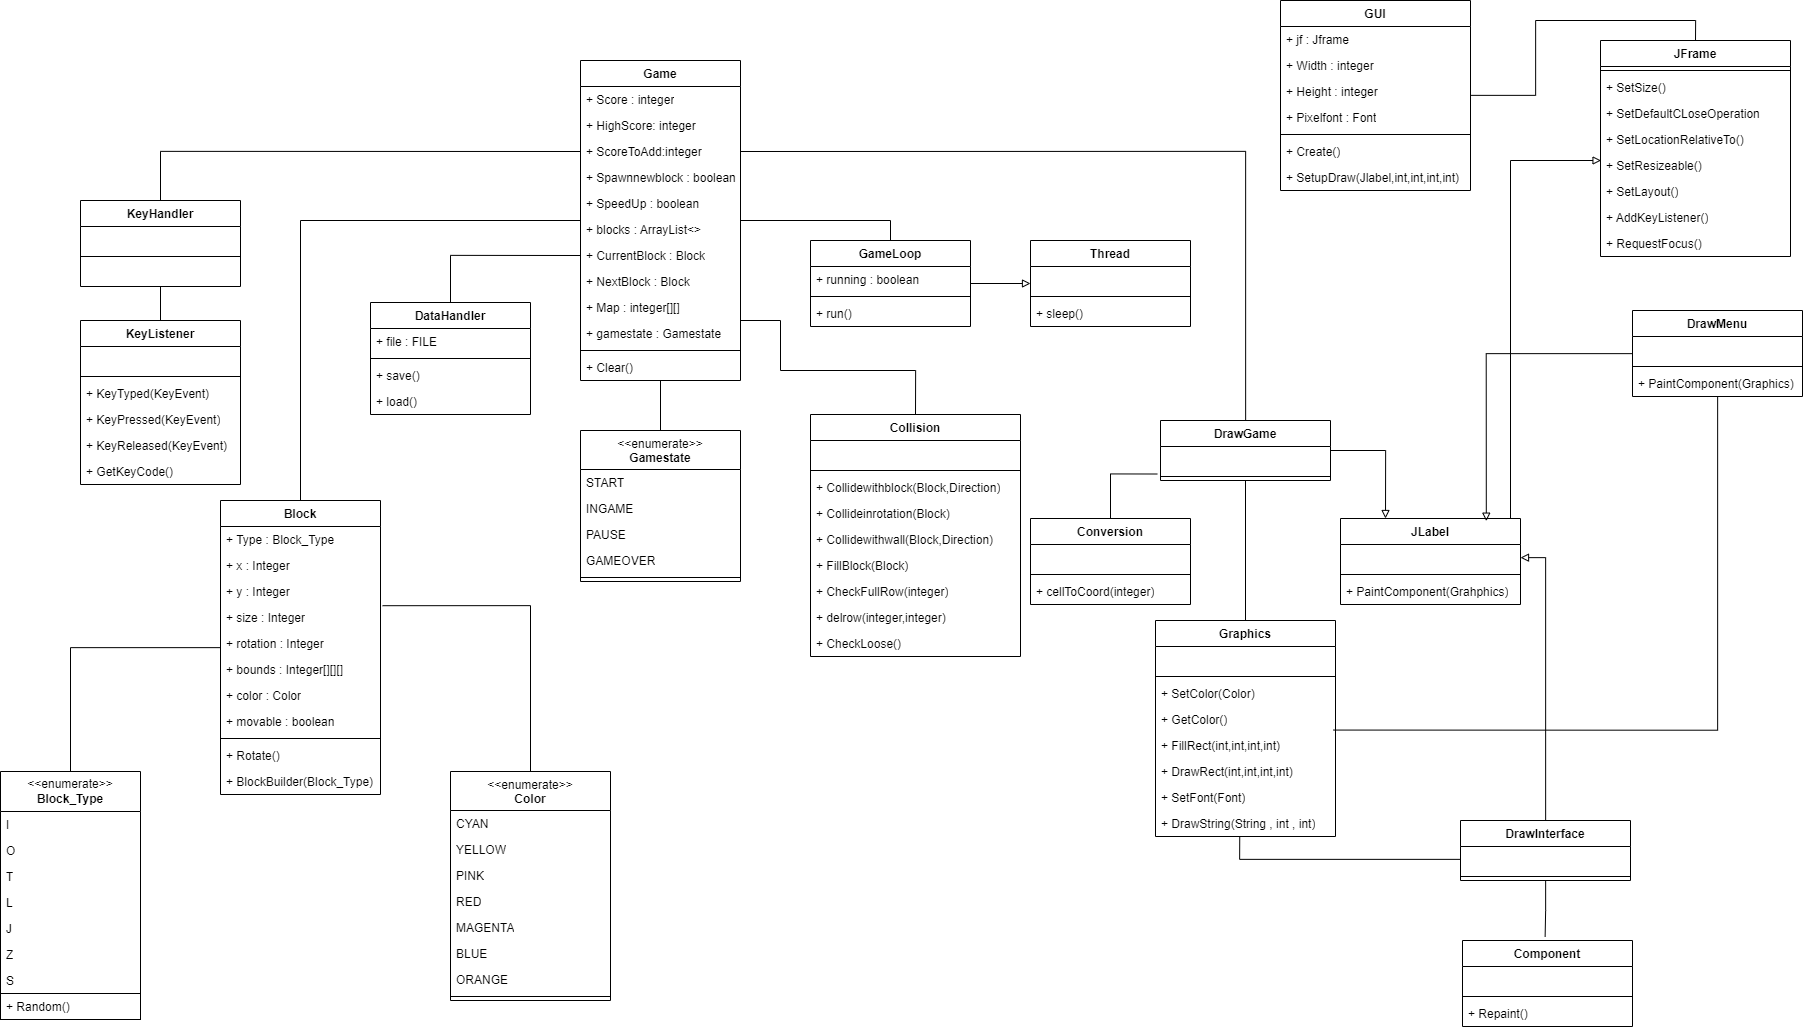 GUI
+ jf : Jframe
+ Width : integer
+ Height : integer
+ Pixelfont : Font
+ Create()
+ SetupDraw(Jlabel,int,int,int,int)
JFrame
+ SetSize()
+ SetDefaultCLoseOperation
+ SetLocationRelativeTo()
+ SetResizeable()
+ SetLayout()
+ AddKeyListener()
+ RequestFocus()
Game
+ Score : integer
+ HighScore: integer
+ ScoreToAdd:integer
+ Spawnnewblock : boolean
+ SpeedUp : boolean
+ blocks : ArrayList<>
+ CurrentBlock : Block
+ NextBlock : Block
+ Map : integer[][]
+ gamestate : Gamestate
+ Clear()
KeyHandler
KeyListener
+ KeyTyped(KeyEvent)
+ KeyPressed(KeyEvent)
+ KeyReleased(KeyEvent)
+ GetKeyCode()
DataHandler
+ file : FILE
+ save()
+ load()
GameLoop
+ running : boolean
+ run()
Thread
+ sleep()
DrawMenu
+ PaintComponent(Graphics)
<<enumerate>>
Gamestate
START
INGAME
PAUSE
GAMEOVER
Collision
+ Collidewithblock(Block,Direction)
+ Collideinrotation(Block)
+ Collidewithwall(Block,Direction)
+ FillBlock(Block)
+ CheckFullRow(integer)
+ delrow(integer,integer)
+ CheckLoose()
DrawGame
Conversion
+ cellToCoord(integer)
JLabel
+ PaintComponent(Grahphics)
Block
+ Type : Block_Type
+ x : Integer
+ y : Integer
+ size : Integer
+ rotation : Integer
+ bounds : Integer[][][]
+ color : Color
+ movable : boolean
+ Rotate()
+ BlockBuilder(Block_Type)
Graphics
+ SetColor(Color)
+ GetColor()
+ FillRect(int,int,int,int)
+ DrawRect(int,int,int,int)
+ SetFont(Font)
+ DrawString(String , int , int)
<<enumerate>>
Block_Type
I
O
T
L
J
Z
S
+ Random()
<<enumerate>>
Color
CYAN
YELLOW
PINK
RED
MAGENTA
BLUE
ORANGE
DrawInterface
Component
+ Repaint()